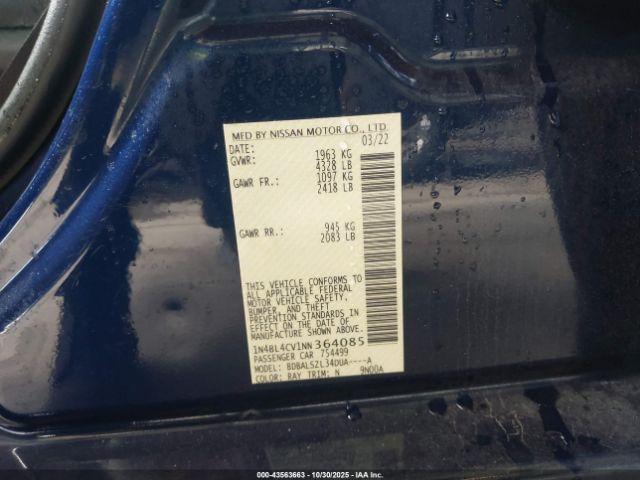 MFD BY NISSAN MOTOR CO., LTD.
DATE: 03/22
GVWR: 1963 KG
4328 LB
GAWR FR.: 1097 KG
2418 LB
GAWR RR.: 945 KG
2083 LB
THIS VEHICLE CONFORMS TO
ALL APPLICABLE FEDERAL
MOTOR VEHICLE SAFETY,
BUMPER, AND THEFT
PREVENTION STANDARDS IN
EFFECT ON THE DATE OF
MANUFACTURE SHOWN ABOVE.
1N4BL4CV1NN364085
PASSENGER CAR 754499
MODEL: BDBALSZL34DUA----A
COLOR: RAY TRIM: N 9N00A
000-43563663 - 10/30/2025 - IAA Inc.